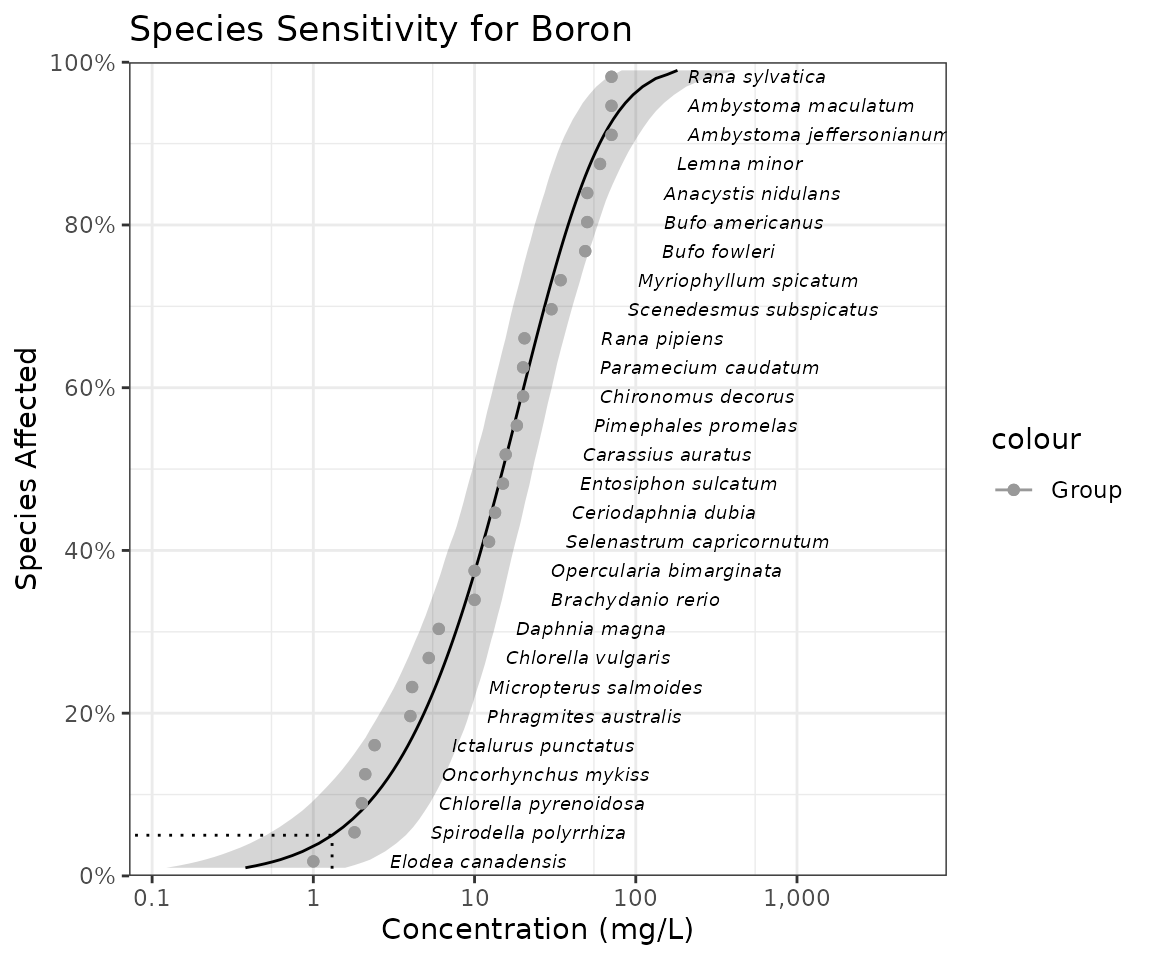 Species Sensitivity for Boron
100%
80%
60%
40%
20%
0%
Species Affected
Rana sylvatica
Ambystoma maculatum
Ambystoma jeffersonianum
Lemna minor
Anacystis nidulans
Bufo americanus
Bufo fowleri
Myriophyllum spicatum
Scenedesmus subspicatus
Rana pipiens
Paramecium caudatum
Chironomus decorus
Pimephales promelas
Carassius auratus
Entosiphon sulcatum
Ceriodaphnia dubia
Selenastrum capricornutum
Opercularia bimarginata
Brachydanio rerio
Daphnia magna
Chlorella vulgaris
Micropterus salmoides
Phragmites australis
Ictalurus punctatus
Oncorhynchus mykiss
Chlorella pyrenoidosa
Spirodella polyrrhiza
Elodea canadensis
0.1 1 10 100 1,000
Concentration (mg/L)
colour
Group